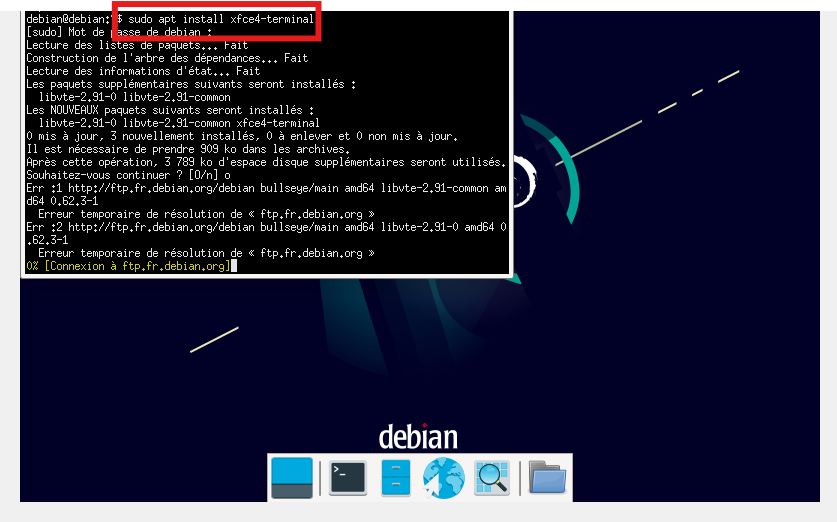 debian@debian:~$ sudo apt install xfce4-terminal
[sudo] Mot de passe de debian :
Lecture des listes de paquets... Fait
Construction de l'arbre des dépendances... Fait
Lecture des informations d'état... Fait
Les paquets supplémentaires suivants seront installés :
  libvte-2.91-0 libvte-2.91-common
Les NOUVEAUX paquets suivants seront installés :
  libvte-2.91-0 libvte-2.91-common xfce4-terminal
0 mis à jour, 3 nouvellement installés, 0 à enlever et 0 non mis à jour.
Il est nécessaire de prendre 909 ko dans les archives.
Après cette opération, 3 789 ko d'espace disque supplémentaires seront utilisés.
Souhaitez-vous continuer ? [O/n] o
Err :1 http://ftp.fr.debian.org/debian bullseye/main amd64 libvte-2.91-common am
d64 0.62.3-1
  Erreur temporaire de résolution de « ftp.fr.debian.org »
Err :2 http://ftp.fr.debian.org/debian bullseye/main amd64 libvte-2.91-0 amd64 0
.62.3-1
  Erreur temporaire de résolution de « ftp.fr.debian.org »
0% [Connexion à ftp.fr.debian.org]
debian